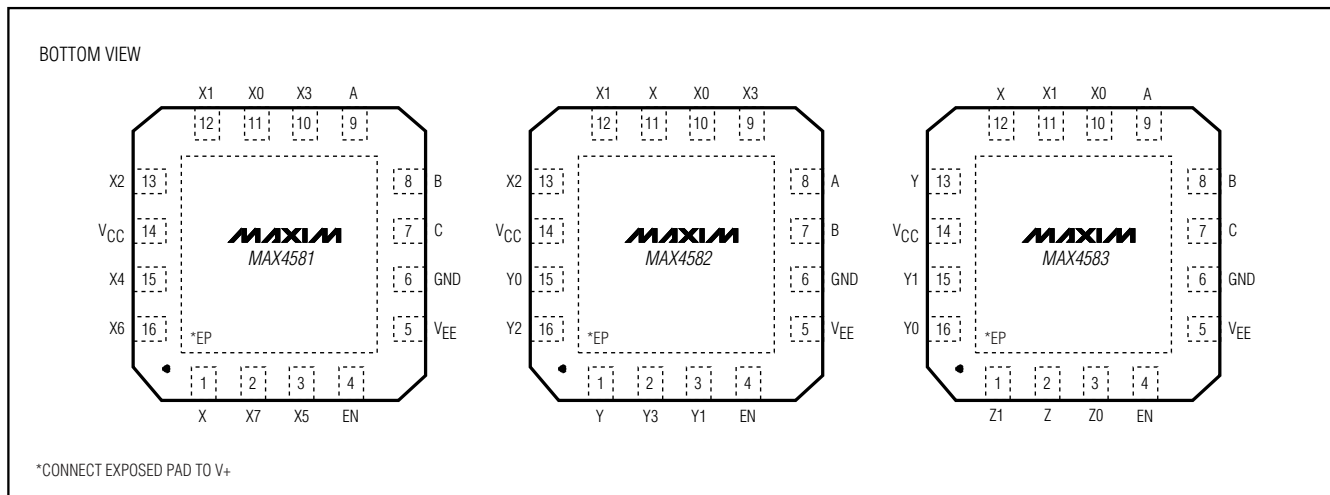 BOTTOM VIEW
X1 X0 X3 A
12 11 10 9
X2 13 8 B
VCC 14 7 C
X4 15 6 GND
X6 16 5 VEE
MAXIM
MAX4581
*EP
1 2 3 4
X X7 X5 EN
X1 X X0 X3
12 11 10 9
X2 13 8 A
VCC 14 7 B
Y0 15 6 GND
Y2 16 5 VEE
MAXIM
MAX4582
*EP
1 2 3 4
Y Y3 Y1 EN
X X1 X0 A
12 11 10 9
Y 13 8 B
VCC 14 7 C
Y1 15 6 GND
Y0 16 5 VEE
MAXIM
MAX4583
*EP
1 2 3 4
Z1 Z Z0 EN
*CONNECT EXPOSED PAD TO V+